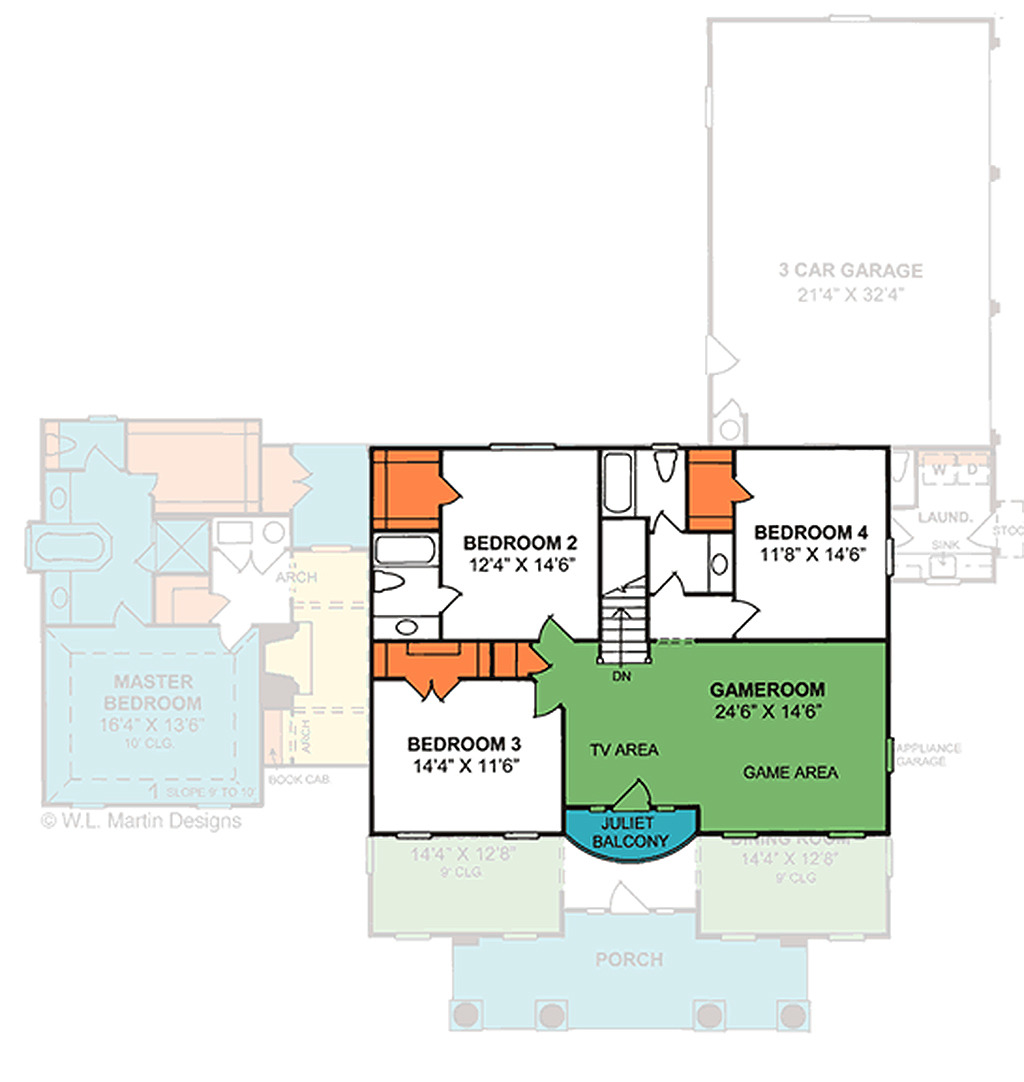 3 CAR GARAGE
21'4" X 32'4"
W D
LAUND.
SINK
STOC
BEDROOM 2
12'4" X 14'6"
BEDROOM 4
11'8" X 14'6"
ARCH
DN
MASTER
BEDROOM
16'4" X 13'6"
10' CLG.
1 SLOPE 9' TO 10'
ARCH
BOOK CAB
GAMEROOM
24'6" X 14'6"
TV AREA
GAME AREA
APPLIANCE
GARAGE
BEDROOM 3
14'4" X 11'6"
JULIET
BALCONY
© W.L. Martin Designs
14'4" X 12'8"
9' CLG
DINING ROOM
14'4" X 12'8"
9' CLG
PORCH